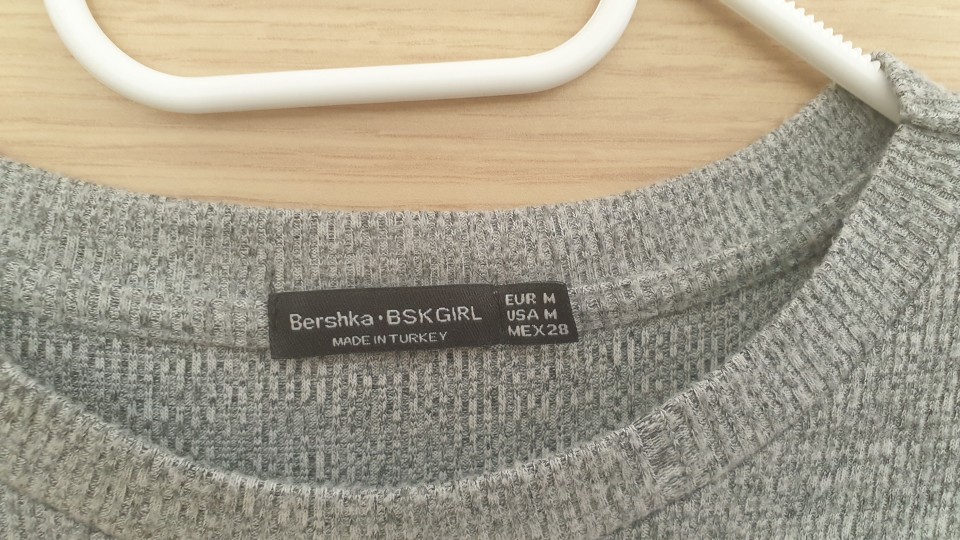 Bershka • BSKGIRL
MADE IN TURKEY
EUR M
USA M
MEX 28